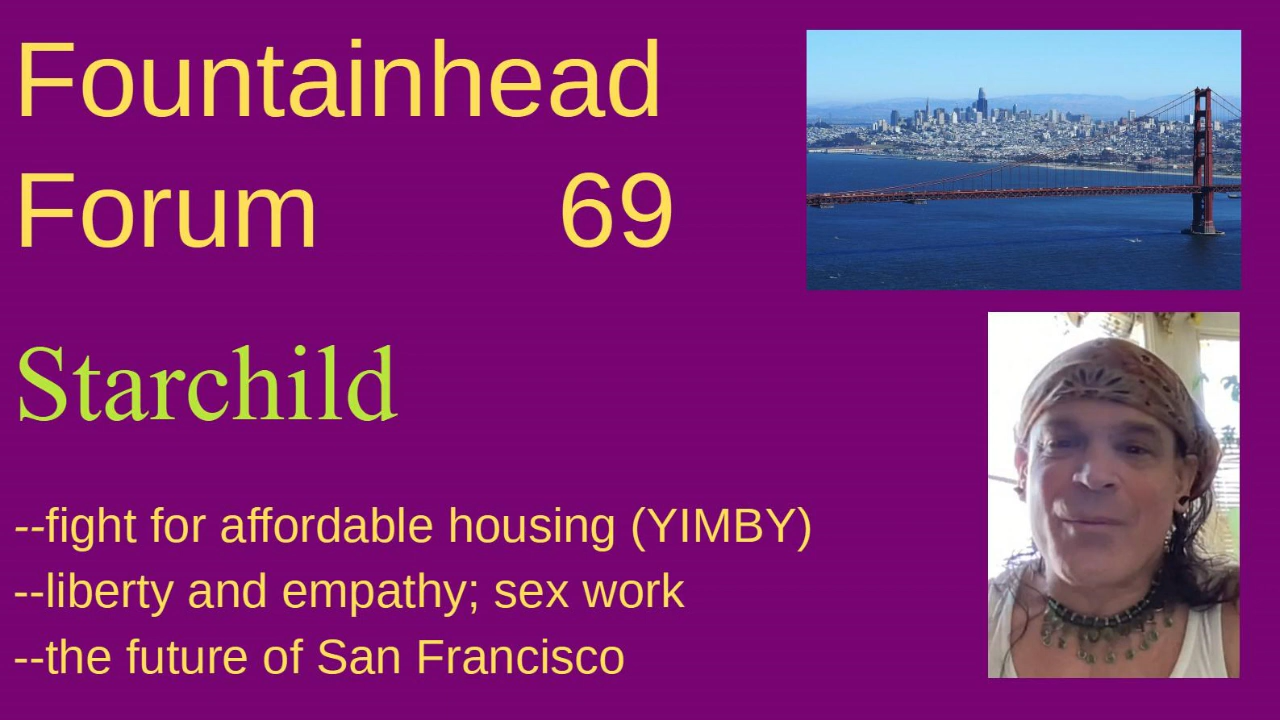 Fountainhead
Forum 69
Starchild
--fight for affordable housing (YIMBY)
--liberty and empathy; sex work
--the future of San Francisco